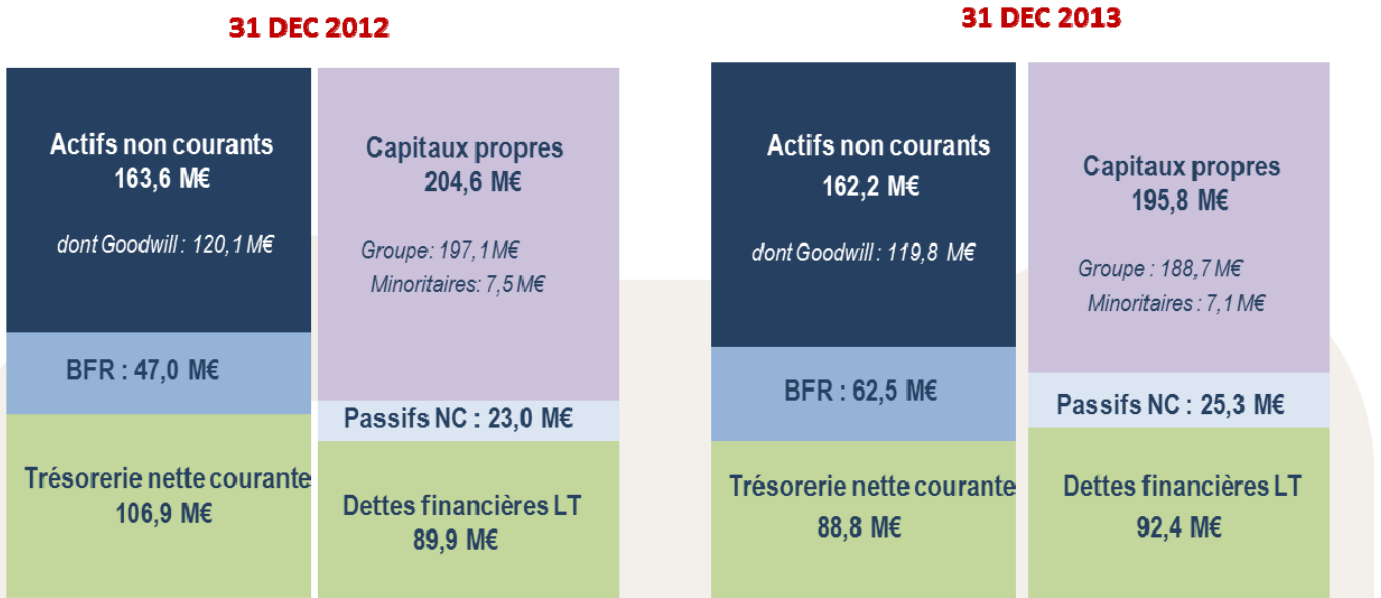 31 DEC 2012
Actifs non courants
163,6 M€
dont Goodwill : 120,1 M€
BFR : 47,0 M€
Trésorerie nette courante
106,9 M€
Capitaux propres
204,6 M€
Groupe: 197,1M€
Minoritaires: 7,5M€
Passifs NC : 23,0 M€
Dettes financières LT
89,9 M€
31 DEC 2013
Actifs non courants
162,2 M€
dont Goodwill : 119,8 M€
BFR : 62,5 M€
Trésorerie nette courante
88,8 M€
Capitaux propres
195,8 M€
Groupe : 188,7 M€
Minoritaires : 7,1M€
Passifs NC : 25,3 M€
Dettes financières LT
92,4 M€